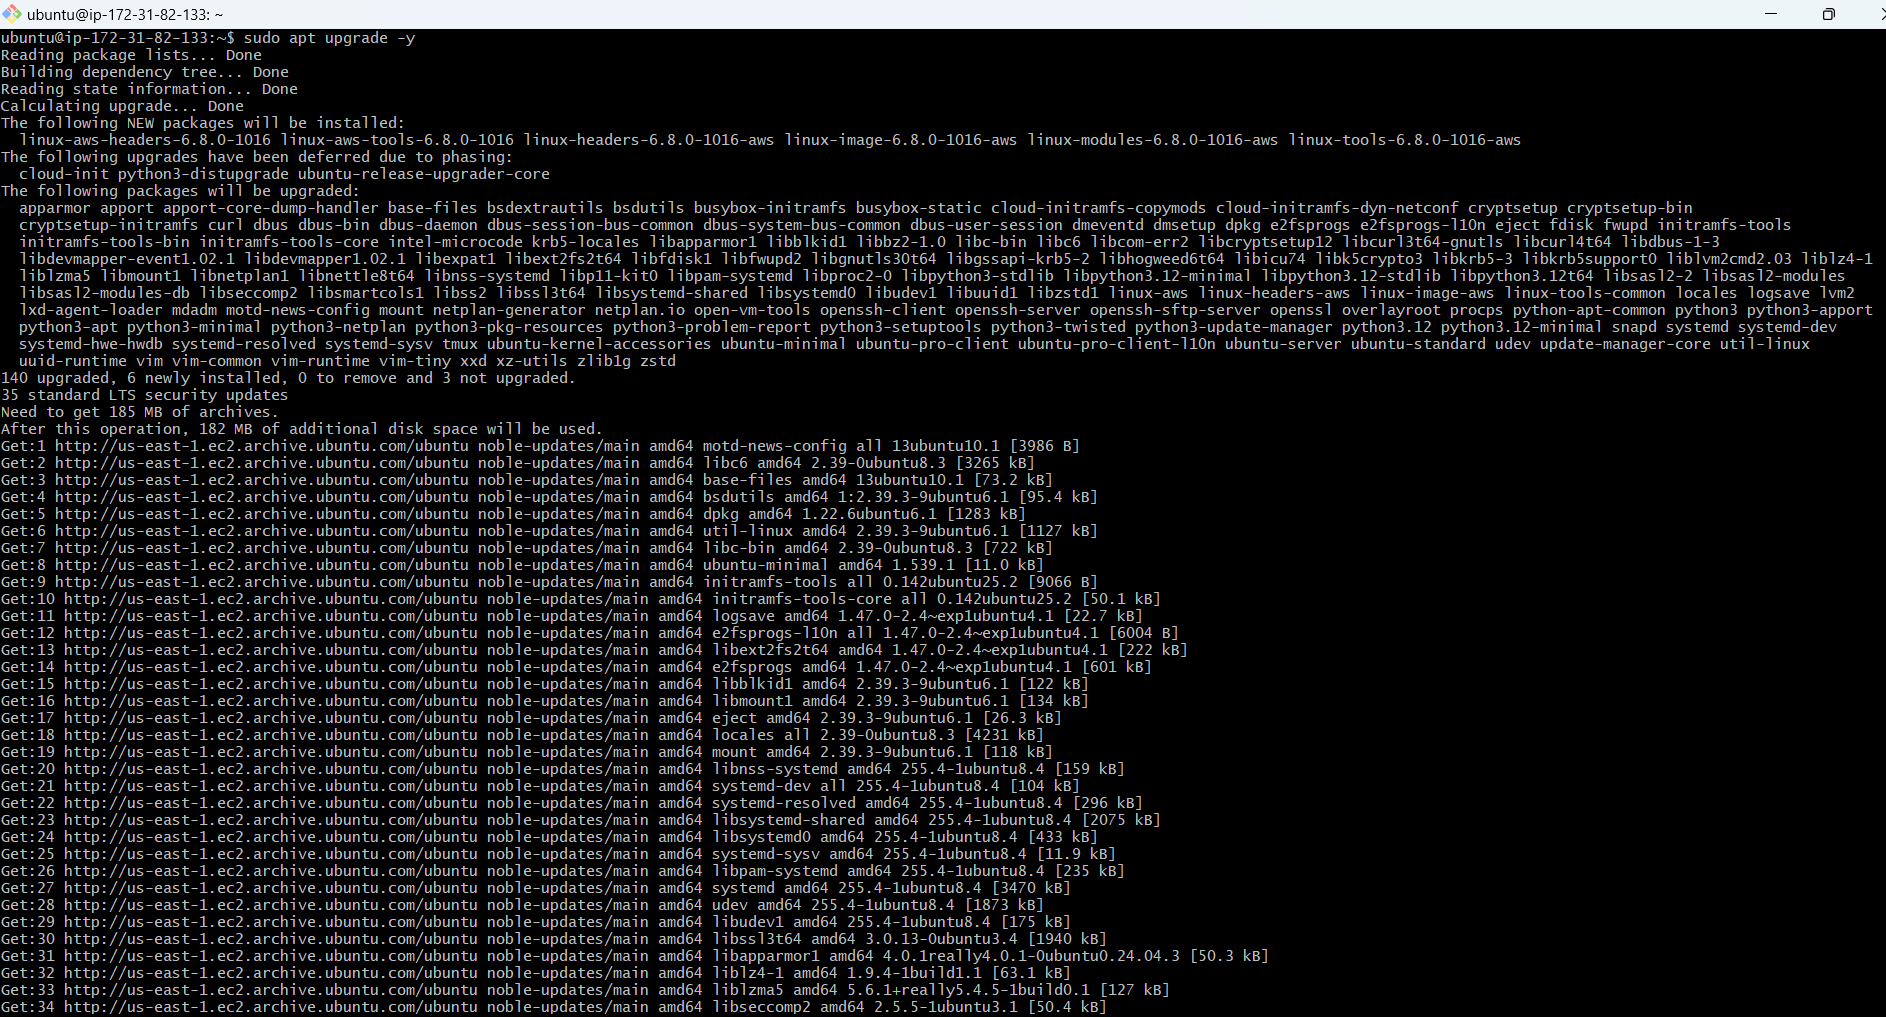 ubuntu@ip-172-31-82-133: ~
ubuntu@ip-172-31-82-133:~$ sudo apt upgrade -y
Reading package lists... Done
Building dependency tree... Done
Reading state information... Done
Calculating upgrade... Done
The following NEW packages will be installed:
  linux-aws-headers-6.8.0-1016 linux-aws-tools-6.8.0-1016 linux-headers-6.8.0-1016-aws linux-image-6.8.0-1016-aws linux-modules-6.8.0-1016-aws linux-tools-6.8.0-1016-aws
The following upgrades have been deferred due to phasing:
  cloud-init python3-distupgrade ubuntu-release-upgrader-core
The following packages will be upgraded:
  apparmor apport apport-core-dump-handler base-files bsdextrautils bsdutils busybox-initramfs busybox-static cloud-initramfs-copymods cloud-initramfs-dyn-netconf cryptsetup cryptsetup-bin
  cryptsetup-initramfs curl dbus dbus-bin dbus-daemon dbus-session-bus-common dbus-system-bus-common dbus-user-session dmeventd dmsetup dpkg e2fsprogs e2fsprogs-l10n eject fdisk fwupd initramfs-tools
  initramfs-tools-bin initramfs-tools-core intel-microcode krb5-locales libapparmor1 libblkid1 libbz2-1.0 libc-bin libc6 libcom-err2 libcryptsetup12 libcurl3t64-gnutls libcurl4t64 libdbus-1-3
  libdevmapper-event1.02.1 libdevmapper1.02.1 libexpat1 libext2fs2t64 libfdisk1 libfwupd2 libgnutls30t64 libgssapi-krb5-2 libhogweed6t64 libicu74 libk5crypto3 libkrb5-3 libkrb5support0 liblvm2cmd2.03 liblz4-1
  liblzma5 libmount1 libnetplan1 libnettle8t64 libnss-systemd libp11-kit0 libpam-systemd libproc2-0 libpython3-stdlib libpython3.12-minimal libpython3.12-stdlib libpython3.12t64 libsasl2-2 libsasl2-modules
  libsasl2-modules-db libseccomp2 libsmartcols1 libss2 libssl3t64 libsystemd-shared libsystemd0 libudev1 libuuid1 libzstd1 linux-aws linux-headers-aws linux-image-aws linux-tools-common locales logsave lvm2
  lxd-agent-loader mdadm motd-news-config mount netplan-generator netplan.io open-vm-tools openssh-client openssh-server openssh-sftp-server openssl overlayroot procps python-apt-common python3 python3-apport
  python3-apt python3-minimal python3-netplan python3-pkg-resources python3-problem-report python3-setuptools python3-twisted python3-update-manager python3.12 python3.12-minimal snapd systemd systemd-dev
  systemd-hwe-hwdb systemd-resolved systemd-sysv tmux ubuntu-kernel-accessories ubuntu-minimal ubuntu-pro-client ubuntu-pro-client-l10n ubuntu-server ubuntu-standard udev update-manager-core util-linux
  uuid-runtime vim vim-common vim-runtime vim-tiny xxd xz-utils zlib1g zstd
140 upgraded, 6 newly installed, 0 to remove and 3 not upgraded.
35 standard LTS security updates
Need to get 185 MB of archives.
After this operation, 182 MB of additional disk space will be used.
Get:1 http://us-east-1.ec2.archive.ubuntu.com/ubuntu noble-updates/main amd64 motd-news-config all 13ubuntu10.1 [3986 B]
Get:2 http://us-east-1.ec2.archive.ubuntu.com/ubuntu noble-updates/main amd64 libc6 amd64 2.39-0ubuntu8.3 [3265 kB]
Get:3 http://us-east-1.ec2.archive.ubuntu.com/ubuntu noble-updates/main amd64 base-files amd64 13ubuntu10.1 [73.2 kB]
Get:4 http://us-east-1.ec2.archive.ubuntu.com/ubuntu noble-updates/main amd64 bsdutils amd64 1:2.39.3-9ubuntu6.1 [95.4 kB]
Get:5 http://us-east-1.ec2.archive.ubuntu.com/ubuntu noble-updates/main amd64 dpkg amd64 1.22.6ubuntu6.1 [1283 kB]
Get:6 http://us-east-1.ec2.archive.ubuntu.com/ubuntu noble-updates/main amd64 util-linux amd64 2.39.3-9ubuntu6.1 [1127 kB]
Get:7 http://us-east-1.ec2.archive.ubuntu.com/ubuntu noble-updates/main amd64 libc-bin amd64 2.39-0ubuntu8.3 [722 kB]
Get:8 http://us-east-1.ec2.archive.ubuntu.com/ubuntu noble-updates/main amd64 ubuntu-minimal amd64 1.539.1 [11.0 kB]
Get:9 http://us-east-1.ec2.archive.ubuntu.com/ubuntu noble-updates/main amd64 initramfs-tools all 0.142ubuntu25.2 [9066 B]
Get:10 http://us-east-1.ec2.archive.ubuntu.com/ubuntu noble-updates/main amd64 initramfs-tools-core all 0.142ubuntu25.2 [50.1 kB]
Get:11 http://us-east-1.ec2.archive.ubuntu.com/ubuntu noble-updates/main amd64 logsave amd64 1.47.0-2.4~exp1ubuntu4.1 [22.7 kB]
Get:12 http://us-east-1.ec2.archive.ubuntu.com/ubuntu noble-updates/main amd64 e2fsprogs-l10n all 1.47.0-2.4~exp1ubuntu4.1 [6004 B]
Get:13 http://us-east-1.ec2.archive.ubuntu.com/ubuntu noble-updates/main amd64 libext2fs2t64 amd64 1.47.0-2.4~exp1ubuntu4.1 [222 kB]
Get:14 http://us-east-1.ec2.archive.ubuntu.com/ubuntu noble-updates/main amd64 e2fsprogs amd64 1.47.0-2.4~exp1ubuntu4.1 [601 kB]
Get:15 http://us-east-1.ec2.archive.ubuntu.com/ubuntu noble-updates/main amd64 libblkid1 amd64 2.39.3-9ubuntu6.1 [122 kB]
Get:16 http://us-east-1.ec2.archive.ubuntu.com/ubuntu noble-updates/main amd64 libmount1 amd64 2.39.3-9ubuntu6.1 [134 kB]
Get:17 http://us-east-1.ec2.archive.ubuntu.com/ubuntu noble-updates/main amd64 eject amd64 2.39.3-9ubuntu6.1 [26.3 kB]
Get:18 http://us-east-1.ec2.archive.ubuntu.com/ubuntu noble-updates/main amd64 locales all 2.39-0ubuntu8.3 [4231 kB]
Get:19 http://us-east-1.ec2.archive.ubuntu.com/ubuntu noble-updates/main amd64 mount amd64 2.39.3-9ubuntu6.1 [118 kB]
Get:20 http://us-east-1.ec2.archive.ubuntu.com/ubuntu noble-updates/main amd64 libnss-systemd amd64 255.4-1ubuntu8.4 [159 kB]
Get:21 http://us-east-1.ec2.archive.ubuntu.com/ubuntu noble-updates/main amd64 systemd-dev all 255.4-1ubuntu8.4 [104 kB]
Get:22 http://us-east-1.ec2.archive.ubuntu.com/ubuntu noble-updates/main amd64 systemd-resolved amd64 255.4-1ubuntu8.4 [296 kB]
Get:23 http://us-east-1.ec2.archive.ubuntu.com/ubuntu noble-updates/main amd64 libsystemd-shared amd64 255.4-1ubuntu8.4 [2075 kB]
Get:24 http://us-east-1.ec2.archive.ubuntu.com/ubuntu noble-updates/main amd64 libsystemd0 amd64 255.4-1ubuntu8.4 [433 kB]
Get:25 http://us-east-1.ec2.archive.ubuntu.com/ubuntu noble-updates/main amd64 systemd-sysv amd64 255.4-1ubuntu8.4 [11.9 kB]
Get:26 http://us-east-1.ec2.archive.ubuntu.com/ubuntu noble-updates/main amd64 libpam-systemd amd64 255.4-1ubuntu8.4 [235 kB]
Get:27 http://us-east-1.ec2.archive.ubuntu.com/ubuntu noble-updates/main amd64 systemd amd64 255.4-1ubuntu8.4 [3470 kB]
Get:28 http://us-east-1.ec2.archive.ubuntu.com/ubuntu noble-updates/main amd64 udev amd64 255.4-1ubuntu8.4 [1873 kB]
Get:29 http://us-east-1.ec2.archive.ubuntu.com/ubuntu noble-updates/main amd64 libudev1 amd64 255.4-1ubuntu8.4 [175 kB]
Get:30 http://us-east-1.ec2.archive.ubuntu.com/ubuntu noble-updates/main amd64 libssl3t64 amd64 3.0.13-0ubuntu3.4 [1940 kB]
Get:31 http://us-east-1.ec2.archive.ubuntu.com/ubuntu noble-updates/main amd64 libapparmor1 amd64 4.0.1really4.0.1-0ubuntu0.24.04.3 [50.3 kB]
Get:32 http://us-east-1.ec2.archive.ubuntu.com/ubuntu noble-updates/main amd64 liblz4-1 amd64 1.9.4-1build1.1 [63.1 kB]
Get:33 http://us-east-1.ec2.archive.ubuntu.com/ubuntu noble-updates/main amd64 liblzma5 amd64 5.6.1+really5.4.5-1build0.1 [127 kB]
Get:34 http://us-east-1.ec2.archive.ubuntu.com/ubuntu noble-updates/main amd64 libseccomp2 amd64 2.5.5-1ubuntu3.1 [50.4 kB]